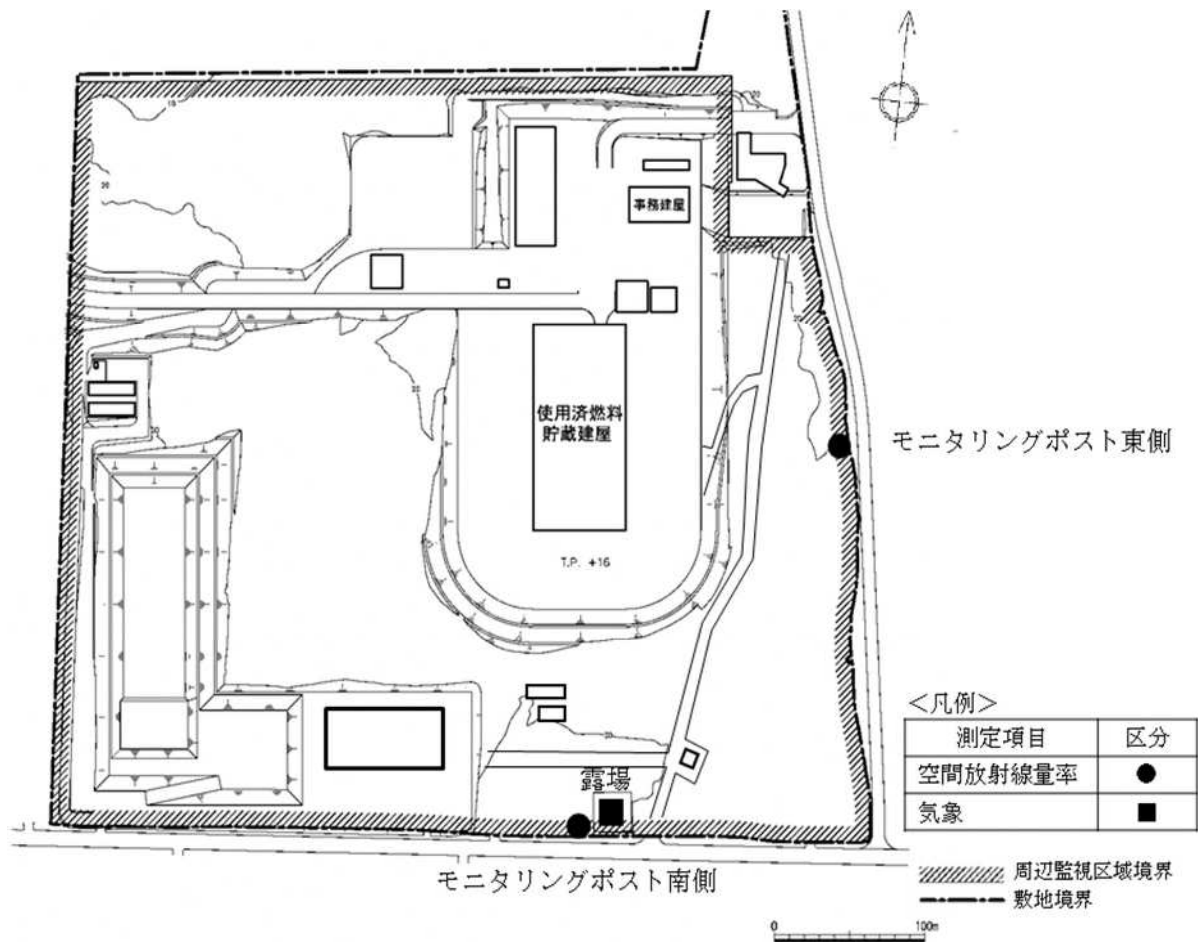 事務建屋
使用済燃料
貯蔵建屋
T.P. +16
モニタリングポスト東側
露場
モニタリングポスト南側
<凡例>
測定項目 区分
空間放射線量率 ●
気象 ■
周辺監視区域境界
敷地境界
0 100m